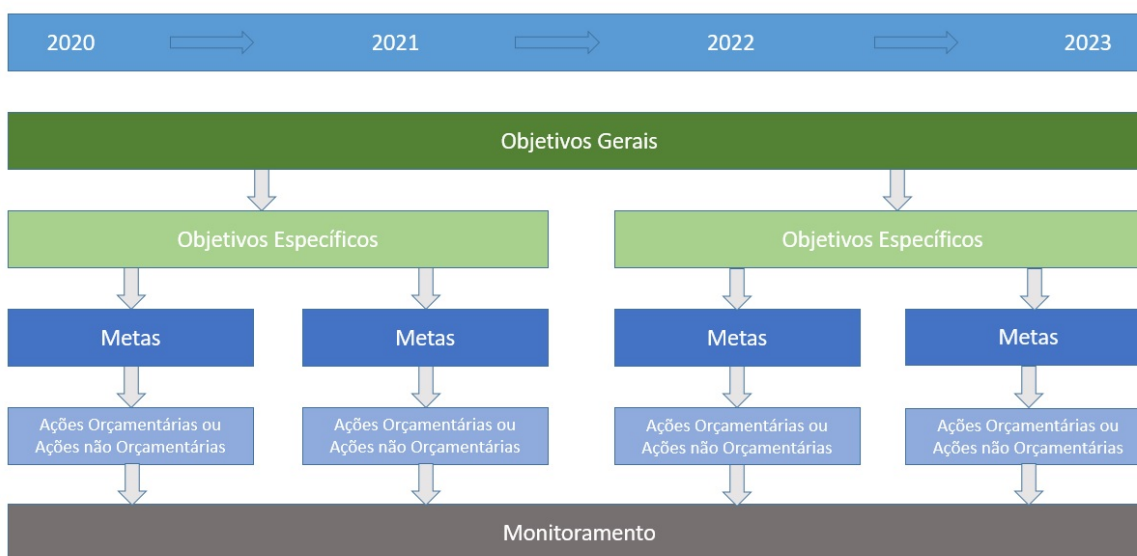 2020 2021 2022 2023
Objetivos Gerais
Objetivos Específicos Objetivos Específicos
Metas Metas Metas Metas
Ações Orçamentárias ou Ações Orçamentárias ou Ações Orçamentárias ou Ações Orçamentárias ou
Ações não Orçamentárias Ações não Orçamentárias Ações não Orçamentárias Ações não Orçamentárias
Monitoramento